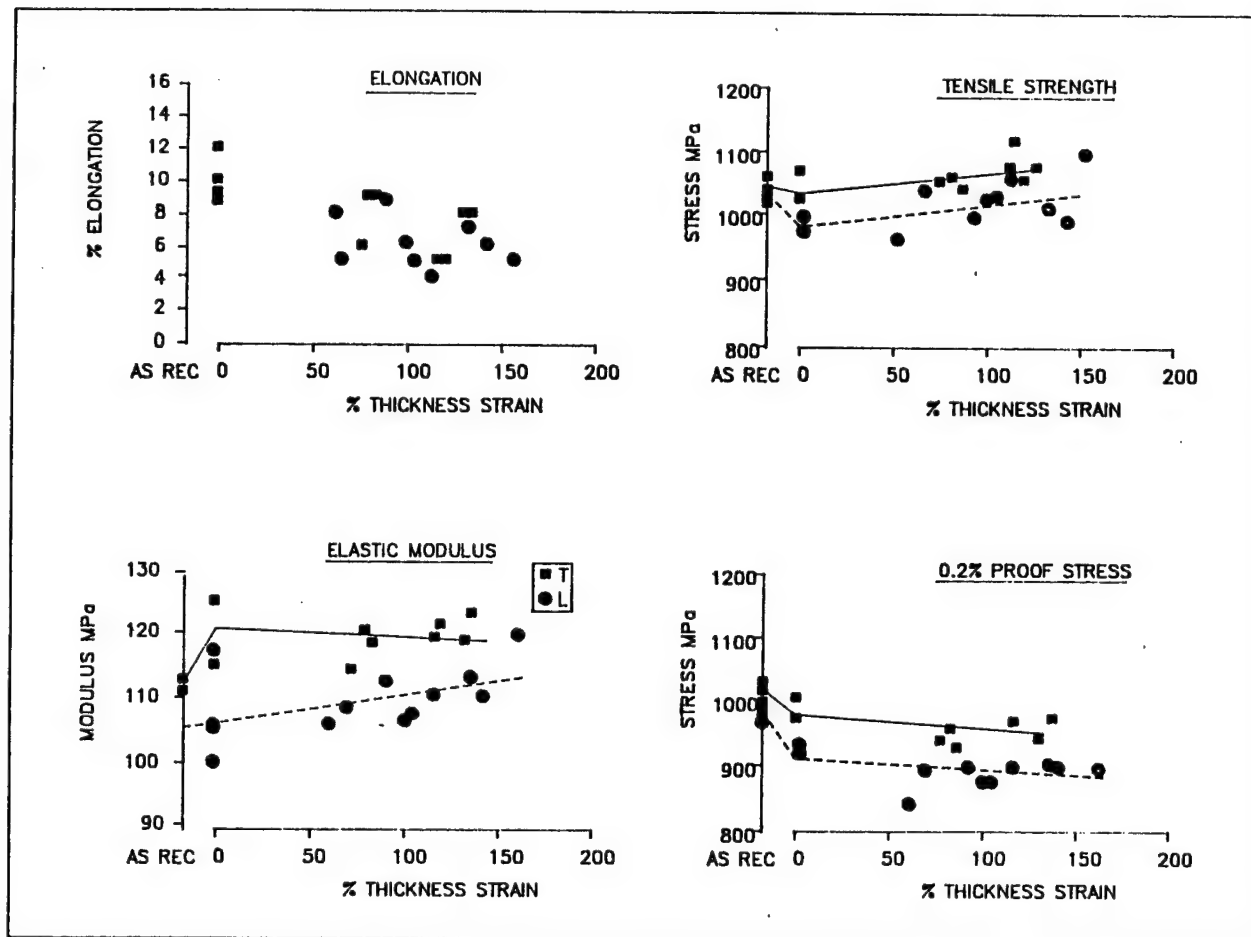 ELONGATION
16
14
12
10
8
6
4
2
0
% ELONGATION
AS REC 0 50 100 150 200
% THICKNESS STRAIN
TENSILE STRENGTH
1200
1100
1000
900
800
STRESS MPa
AS REC 0 50 100 150 200
% THICKNESS STRAIN
ELASTIC MODULUS
130
120
110
100
90
MODULUS MPa
T
L
AS REC 0 50 100 150 200
% THICKNESS STRAIN
0.2% PROOF STRESS
1200
1100
1000
900
800
STRESS MPa
AS REC 0 50 100 150 200
% THICKNESS STRAIN